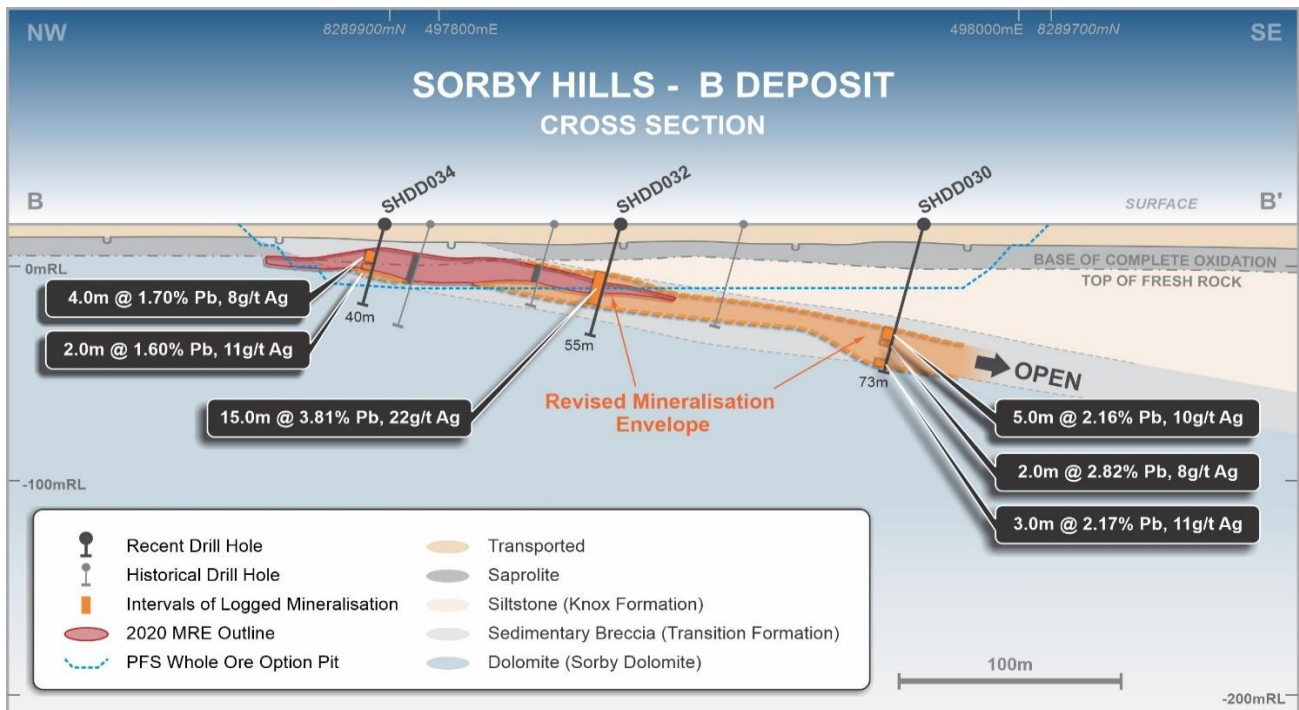 NW
8289900mN
497800mE
498000mE
8289700mN
SE
SORBY HILLS - B DEPOSIT
CROSS SECTION
SHDD034
SHDD032
SHDD030
B
SURFACE
B'
0mRL
BASE OF COMPLETE OXIDATION
TOP OF FRESH ROCK
4.0m @ 1.70% Pb, 8g/t Ag
40m
2.0m @ 1.60% Pb, 11g/t Ag
55m
73m
OPEN
15.0m @ 3.81% Pb, 22g/t Ag
Revised Mineralisation
Envelope
5.0m @ 2.16% Pb, 10g/t Ag
2.0m @ 2.82% Pb, 8g/t Ag
3.0m @ 2.17% Pb, 11g/t Ag
-100mRL
Recent Drill Hole
Historical Drill Hole
Intervals of Logged Mineralisation
2020 MRE Outline
PFS Whole Ore Option Pit
Transported
Saprolite
Siltstone (Knox Formation)
Sedimentary Breccia (Transition Formation)
Dolomite (Sorby Dolomite)
100m
-200mRL